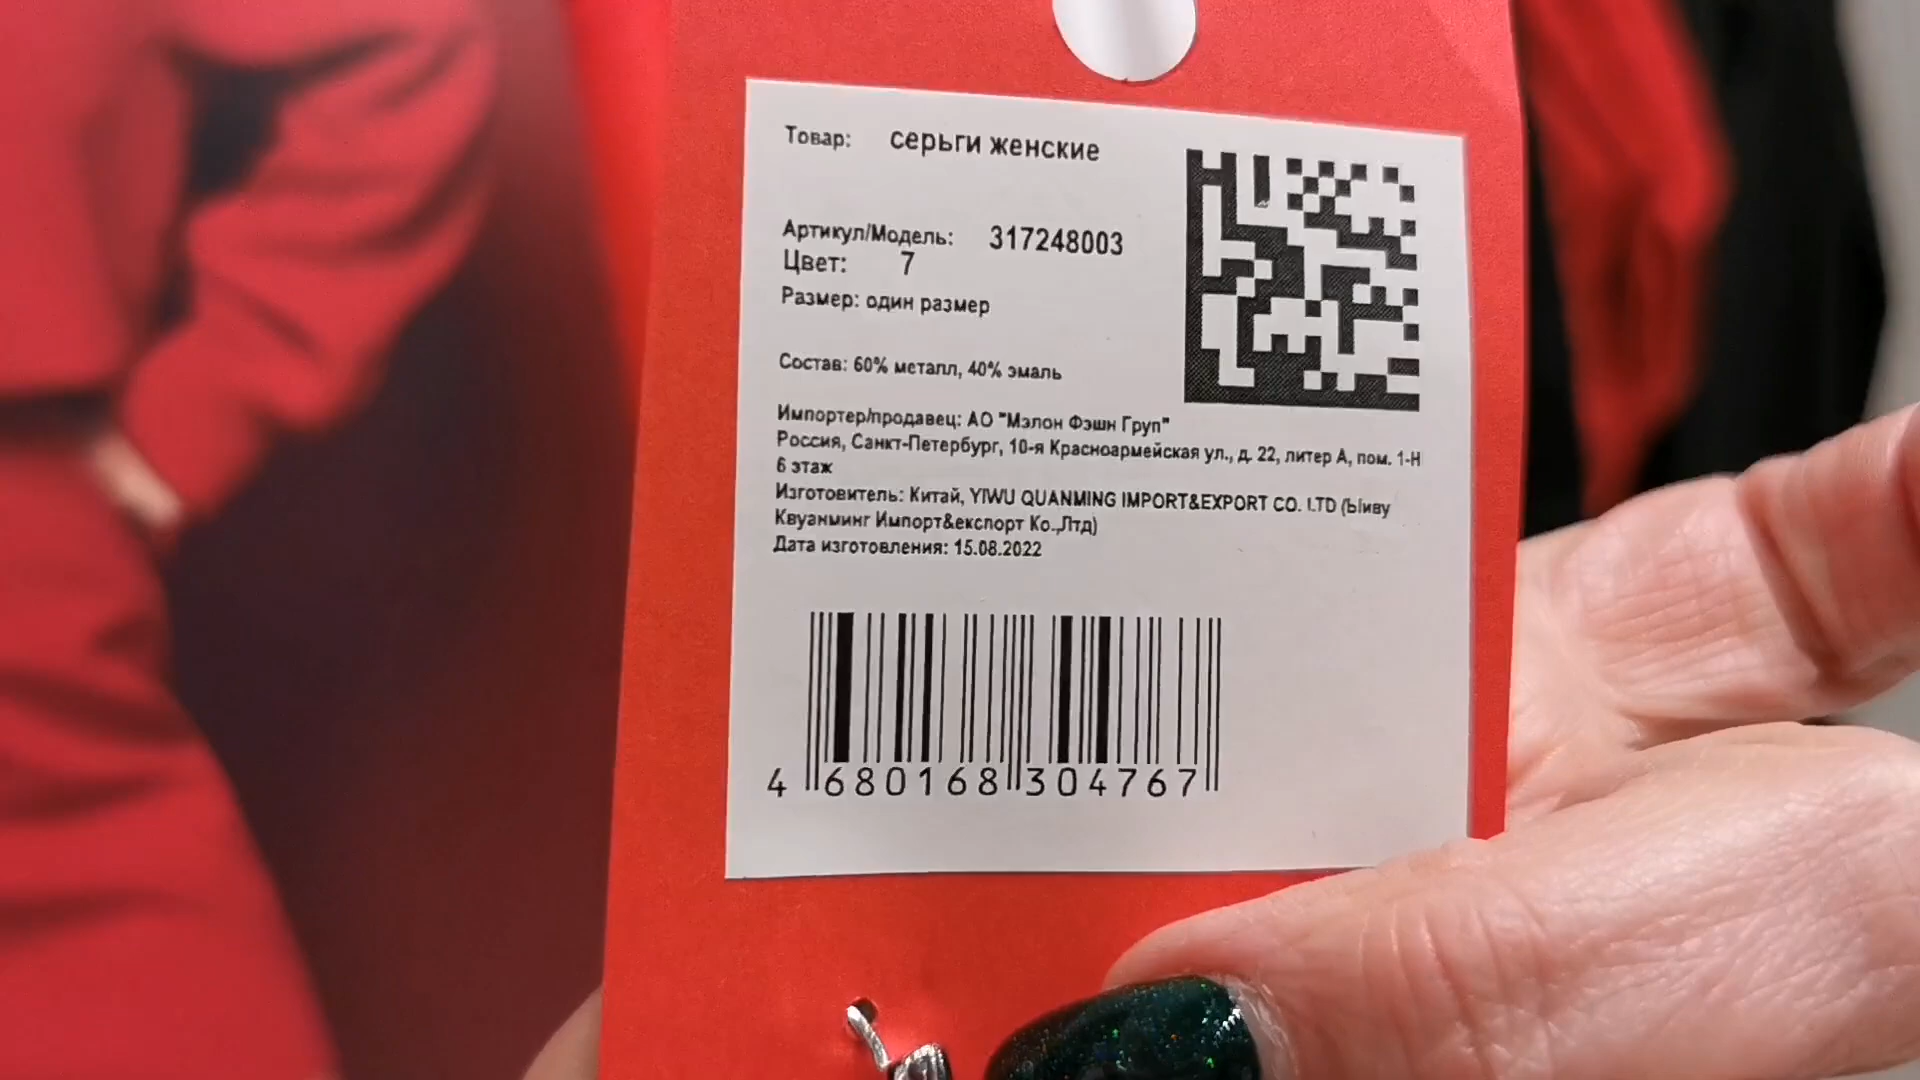 Товар: серьги женские
Артикул/Модель: 317248003
Цвет: 7
Размер: один размер
Состав: 60% металл, 40% эмаль
Импортер/продавец: АО "Мэлон Фэшн Груп"
Россия, Санкт-Петербург, 10-я Красноармейская ул., д. 22, литер А, пом. 1-Н
6 этаж
Изготовитель: Китай, YIWU QUANMING IMPORT&EXPORT CO. LTD (Ыиву
Квуанминг Импорт&експорт Ко.,Лтд)
Дата изготовления: 15.08.2022
4 680168 304767